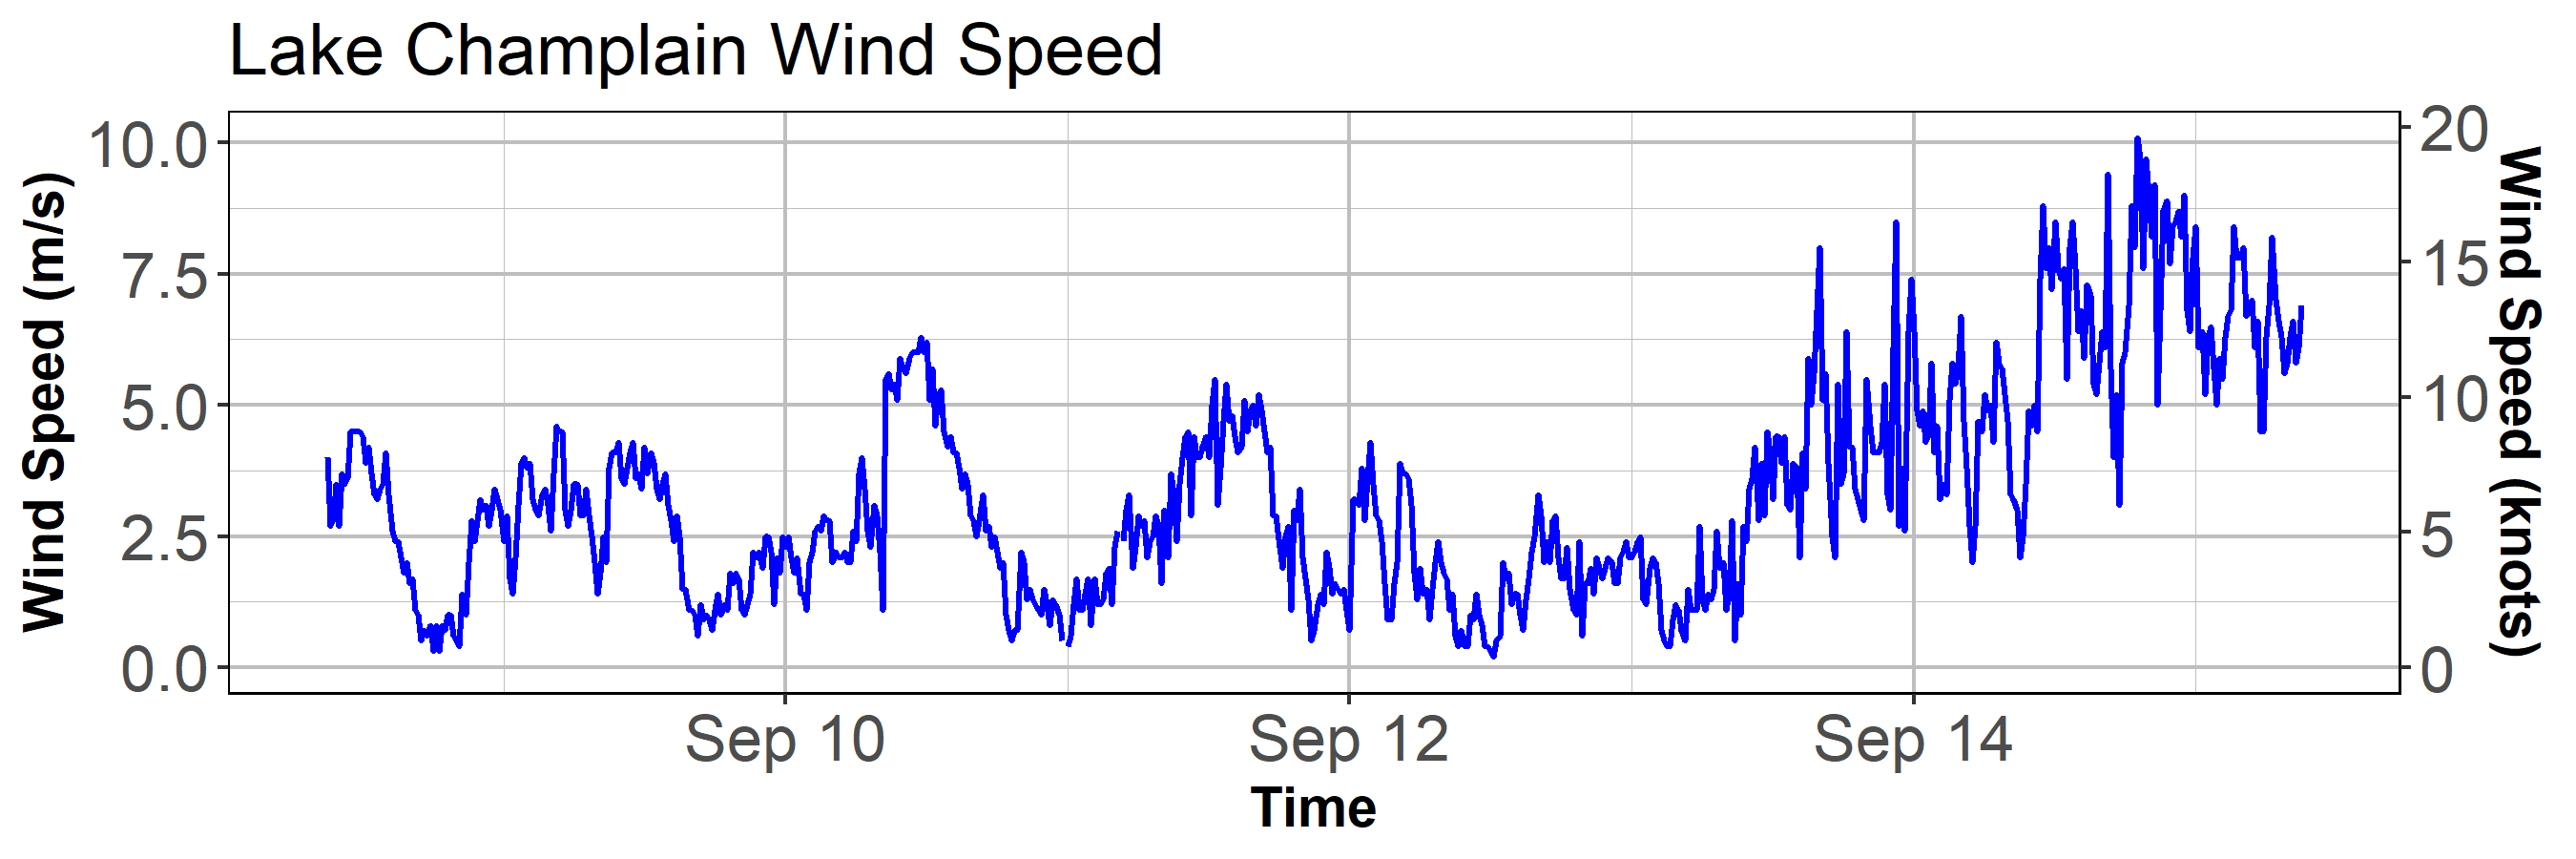 Lake Champlain Wind Speed
Wind Speed (m/s)
10.0
7.5
5.0
2.5
0.0
20
15
10
5
0
Wind Speed (knots)
Sep 10
Sep 12
Sep 14
Time